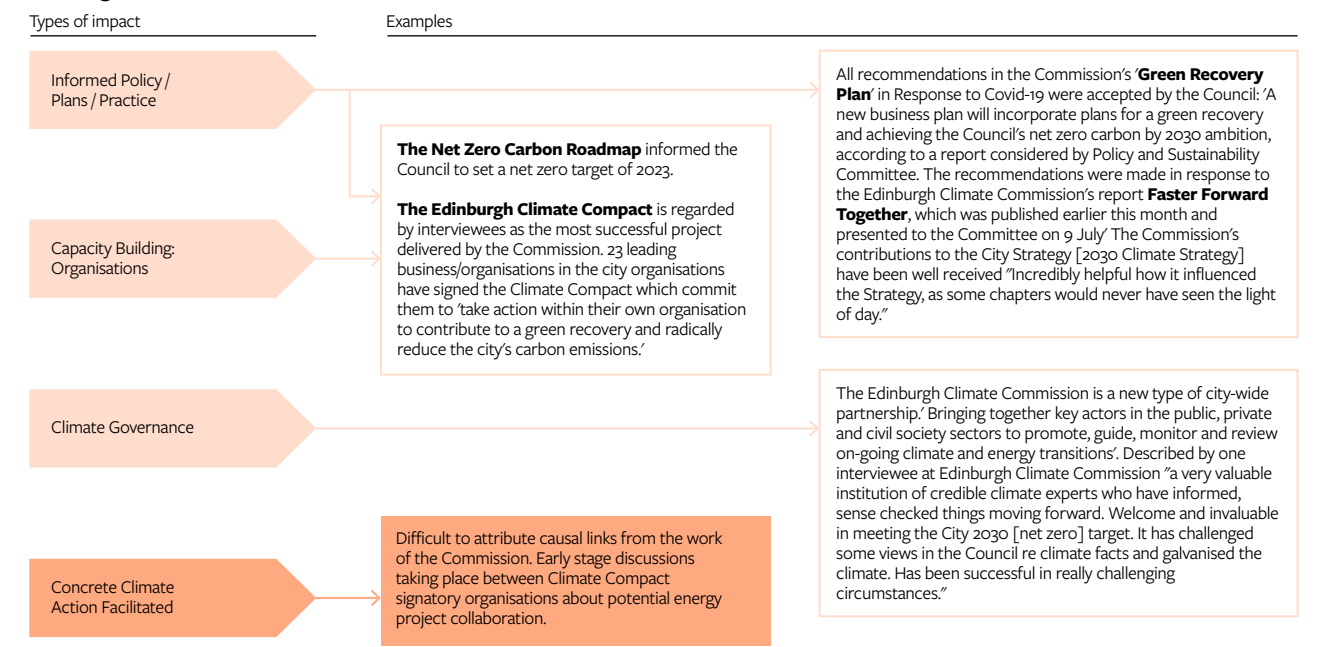 Types of impact
Examples
Informed Policy /
Plans / Practice
All recommendations in the Commission's 'Green Recovery
Plan' in Response to Covid-19 were accepted by the Council: 'A
new business plan will incorporate plans for a green recovery
and achieving the Council's net zero carbon by 2030 ambition,
according to a report considered by Policy and Sustainability
Committee. The recommendations were made in response to
the Edinburgh Climate Commission's report Faster Forward
Together, which was published earlier this month and
presented to the Committee on 9 July' The Commission's
contributions to the City Strategy [2030 Climate Strategy]
have been well received "Incredibly helpful how it influenced
the Strategy, as some chapters would never have seen the light
of day."
The Net Zero Carbon Roadmap informed the
Council to set a net zero target of 2023.
The Edinburgh Climate Compact is regarded
by interviewees as the most successful project
delivered by the Commission. 23 leading
business/organisations in the city organisations
have signed the Climate Compact which commit
them to 'take action within their own organisation
to contribute to a green recovery and radically
reduce the city's carbon emissions.'
Capacity Building:
Organisations
Climate Governance
The Edinburgh Climate Commission is a new type of city-wide
partnership.' Bringing together key actors in the public, private
and civil society sectors to promote, guide, monitor and review
on-going climate and energy transitions'. Described by one
interviewee at Edinburgh Climate Commission "a very valuable
institution of credible climate experts who have informed,
sense checked things moving forward. Welcome and invaluable
in meeting the City 2030 [net zero] target. It has challenged
some views in the Council re climate facts and galvanised the
climate. Has been successful in really challenging
circumstances."
Concrete Climate
Action Facilitated
Difficult to attribute causal links from the work
of the Commission. Early stage discussions
taking place between Climate Compact
signatory organisations about potential energy
project collaboration.